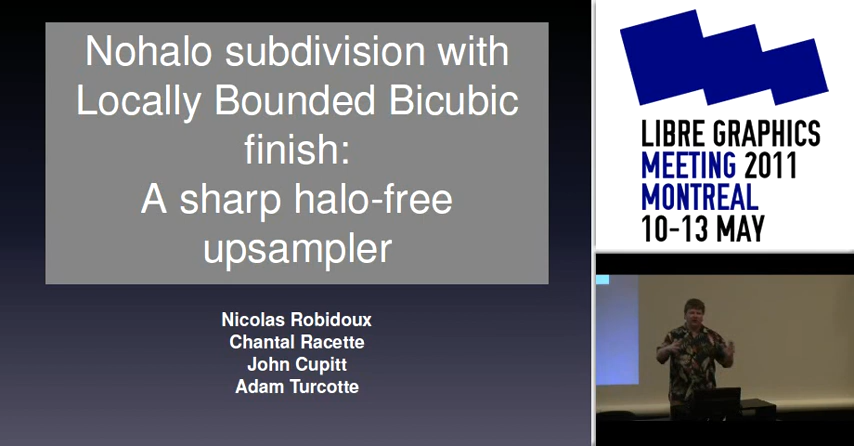 Nohalo subdivision with
Locally Bounded Bicubic
finish:
A sharp halo-free
upsampler
Nicolas Robidoux
Chantal Racette
John Cupitt
Adam Turcotte
LIBRE GRAPHICS
MEETING 2011
MONTREAL
10-13 MAY